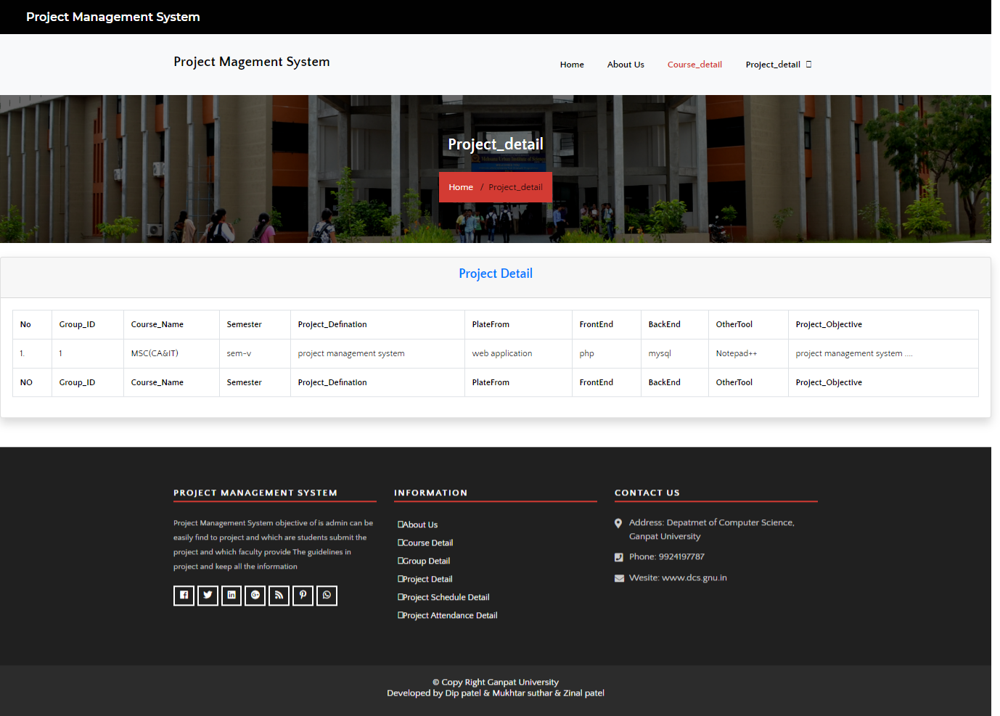 Project Management System
Project Magement System
Home About Us Course_detail Project_detail
Project_detail
Mehsana Urban Institute of Science
Home / Project_detail
Project Detail
No Group_ID Course_Name Semester Project_Defination PlateFrom FrontEnd BackEnd OtherTool Project_Objective
1. 1 MSC(CA&IT) sem-v project management system web application php mysql Notepad++ project management system ....
NO Group_ID Course_Name Semester Project_Defination PlateFrom FrontEnd BackEnd OtherTool Project_Objective
PROJECT MANAGEMENT SYSTEM
Project Management System objective of is admin can be
easily find to project and which are students submit the
project and which faculty provide The guidelines in
project and keep all the information
INFORMATION
About Us
Course Detail
Group Detail
Project Detail
Project Schedule Detail
Project Attendance Detail
CONTACT US
Address: Depatmet of Computer Science,
Ganpat University
Phone: 9924197787
Wesite: www.dcs.gnu.in
© Copy Right Ganpat University
Developed by Dip patel & Mukhtar suthar & Zinal patel